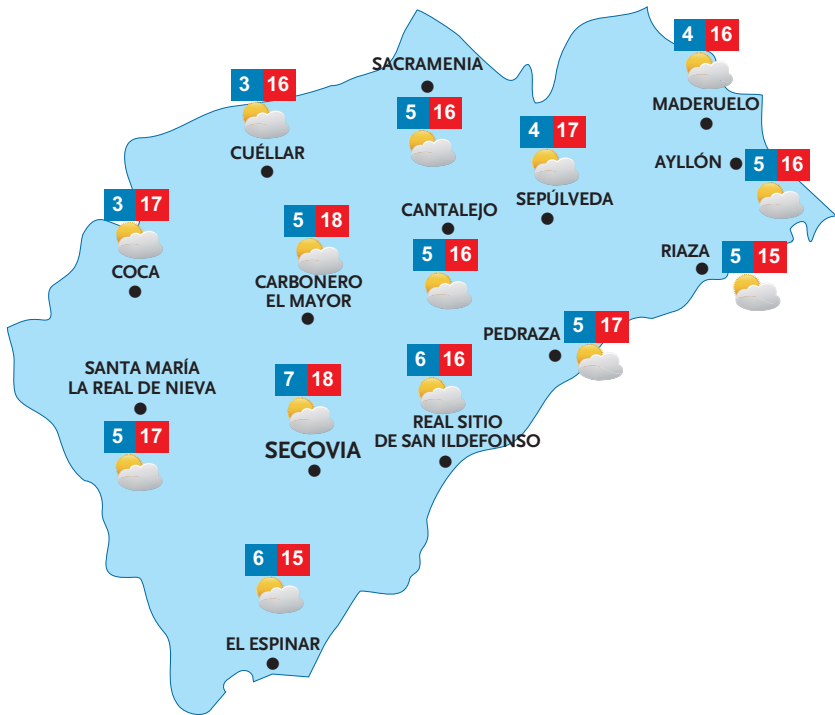 4 16
MADERUELO
SACRAMENIA
5 16
3 16
CUÉLLAR
4 17
SEPÚLVEDA
AYLLÓN
5 16
3 17
COCA
5 18
CARBONERO
EL MAYOR
CANTALEJO
5 16
RIAZA
5 15
PEDRAZA
5 17
SANTA MARÍA
LA REAL DE NIEVA
5 17
7 18
SEGOVIA
6 16
REAL SITIO
DE SAN ILDEFONSO
6 15
EL ESPINAR